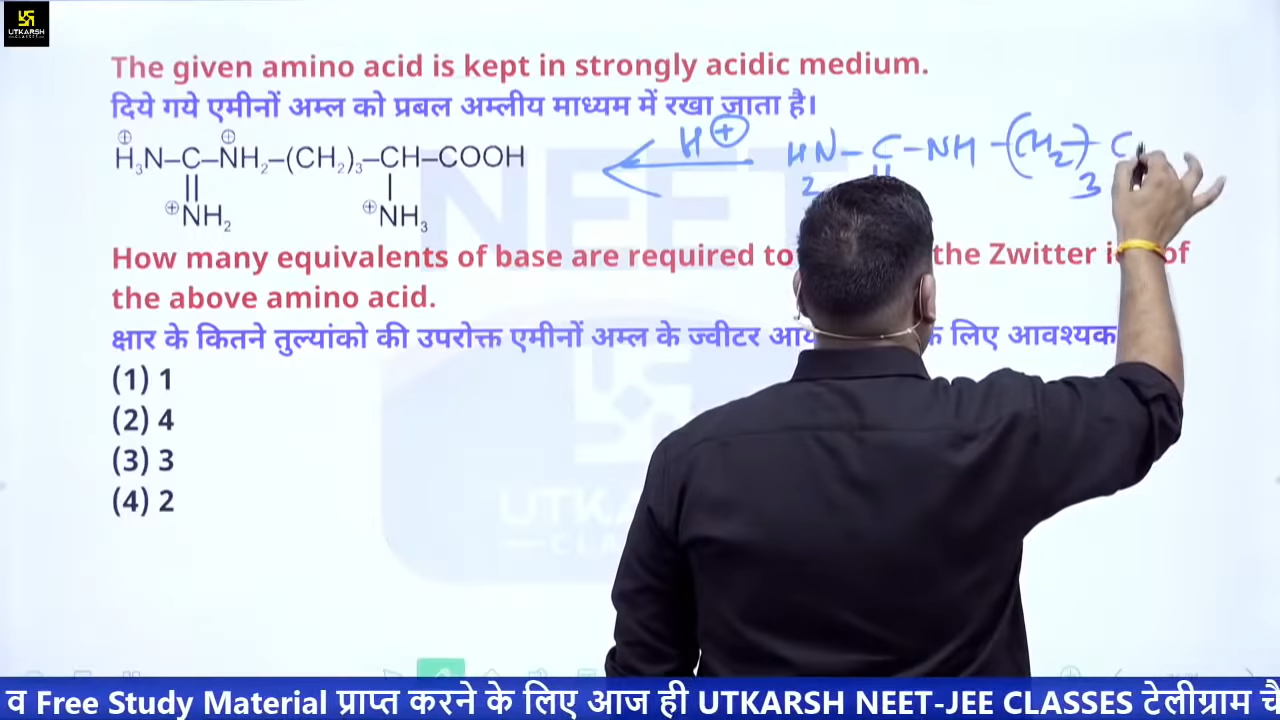 UTKARSH
CLASSES
The given amino acid is kept in strongly acidic medium.
दिये गये एमीनों अम्ल को प्रबल अम्लीय माध्यम में रखा जाता है।
⊕ ⊕
H₃N–C–NH₂–(CH₂)₃–CH–COOH
|| |
⊕NH₂ ⊕NH₃
H⊕
H₂N–C–NH–(CH₂)₃–C
How many equivalents of base are required to the Zwitter of
the above amino acid.
क्षार के कितने तुल्यांको की उपरोक्त एमीनों अम्ल के ज्वीटर लिए आवश्यक
(1) 1
(2) 4
(3) 3
(4) 2
व Free Study Material प्राप्त करने के लिए आज ही UTKARSH NEET-JEE CLASSES टेलीग्राम